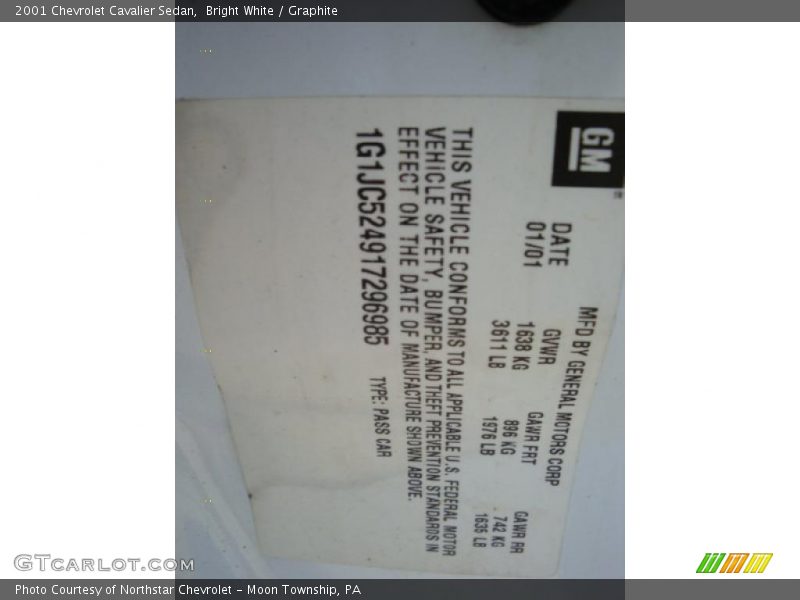 2001 Chevrolet Cavalier Sedan, Bright White / Graphite
GM
MFD BY GENERAL MOTORS CORP
DATE GVWR GAWR FRT GAWR RR
01/01 1638 KG 896 KG 742 KG
3611 LB 1976 LB 1635 LB
THIS VEHICLE CONFORMS TO ALL APPLICABLE U.S. FEDERAL MOTOR
VEHICLE SAFETY, BUMPER, AND THEFT PREVENTION STANDARDS IN
EFFECT ON THE DATE OF MANUFACTURE SHOWN ABOVE.
1G1JC524917296985 TYPE: PASS CAR
GTcarlot.com
Photo Courtesy of Northstar Chevrolet - Moon Township, PA